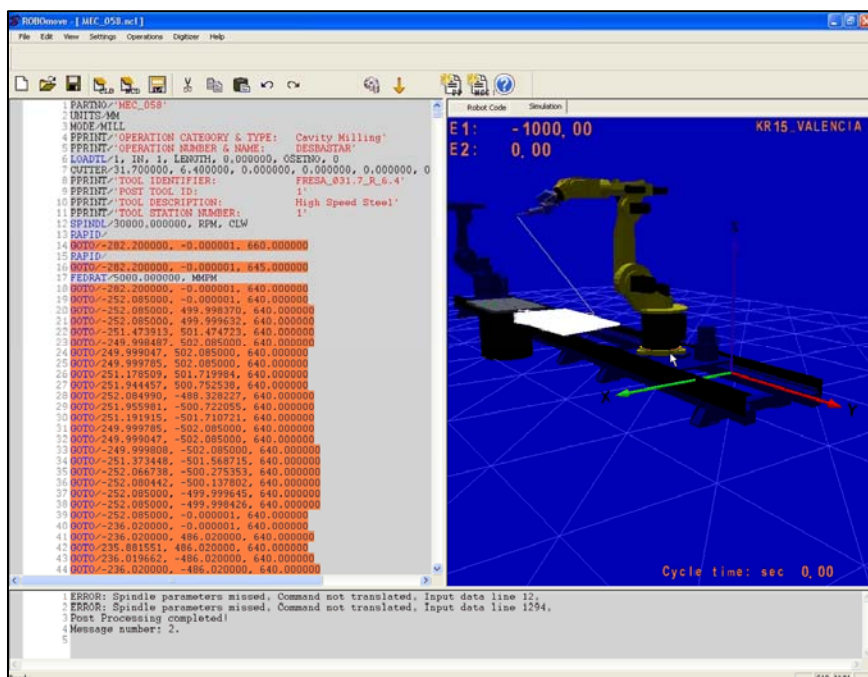 ROBOmove - [ MEC_058.ncl ]
File Edit View Settings Operations Digitizer Help
Robot Code Simulation
1 PARTNO/'MEC_058'
2 UNITS/MM
3 MODE/MILL
4 PPRINT/'OPERATION CATEGORY & TYPE: Cavity Milling'
5 PPRINT/'OPERATION NUMBER & NAME: DESBASTAR'
6 LOADTL/1, IN, 1, LENGTH, 0.000000, OSETNO, 0
7 CUTTER/31.700000, 6.400000, 0.000000, 0.000000, 0.000000, 0
8 PPRINT/'TOOL IDENTIFIER: FRESA_031.7_R_6.4'
9 PPRINT/'POST TOOL ID: 1'
10 PPRINT/'TOOL DESCRIPTION: High Speed Steel'
11 PPRINT/'TOOL STATION NUMBER: 1'
12 SPINDL/30000.000000, RPM, CLW
13 RAPID/
14 GOTO/-282.200000, -0.000001, 660.000000
15 RAPID/
16 GOTO/-282.200000, -0.000001, 645.000000
17 FEDRAT/5000.000000, MMPM
18 GOTO/-282.200000, -0.000001, 640.000000
19 GOTO/-252.085000, -0.000001, 640.000000
20 GOTO/-252.085000, 499.998370, 640.000000
21 GOTO/-252.085000, 499.999632, 640.000000
22 GOTO/-251.473913, 501.474723, 640.000000
23 GOTO/-249.998487, 502.085000, 640.000000
24 GOTO/249.999047, 502.085000, 640.000000
25 GOTO/249.999785, 502.085000, 640.000000
26 GOTO/251.178509, 501.719984, 640.000000
27 GOTO/251.944457, 500.752538, 640.000000
28 GOTO/252.084990, -488.328227, 640.000000
29 GOTO/251.955981, -500.722055, 640.000000
30 GOTO/251.191915, -501.710721, 640.000000
31 GOTO/249.999785, -502.085000, 640.000000
32 GOTO/249.999047, -502.085000, 640.000000
33 GOTO/-249.999808, -502.085000, 640.000000
34 GOTO/-251.373448, -501.568715, 640.000000
35 GOTO/-252.066738, -500.275353, 640.000000
36 GOTO/-252.080442, -500.137802, 640.000000
37 GOTO/-252.085000, -499.999645, 640.000000
38 GOTO/-252.085000, -499.998426, 640.000000
39 GOTO/-252.085000, -0.000001, 640.000000
40 GOTO/-236.020000, -0.000001, 640.000000
41 GOTO/-236.020000, 486.020000, 640.000000
42 GOTO/235.881551, 486.020000, 640.000000
43 GOTO/236.019662, -486.020000, 640.000000
44 GOTO/-236.020000, -486.020000, 640.000000
E1: -1000,00
E2: 0,00
KR15_VALENCIA
X
Y
Cycle time: sec 0,00
1 ERROR: Spindle parameters missed, Command not translated, Input data line 12,
2 ERROR: Spindle parameters missed, Command not translated, Input data line 1294,
3 Post Processing completed!
4 Message number: 2.
5